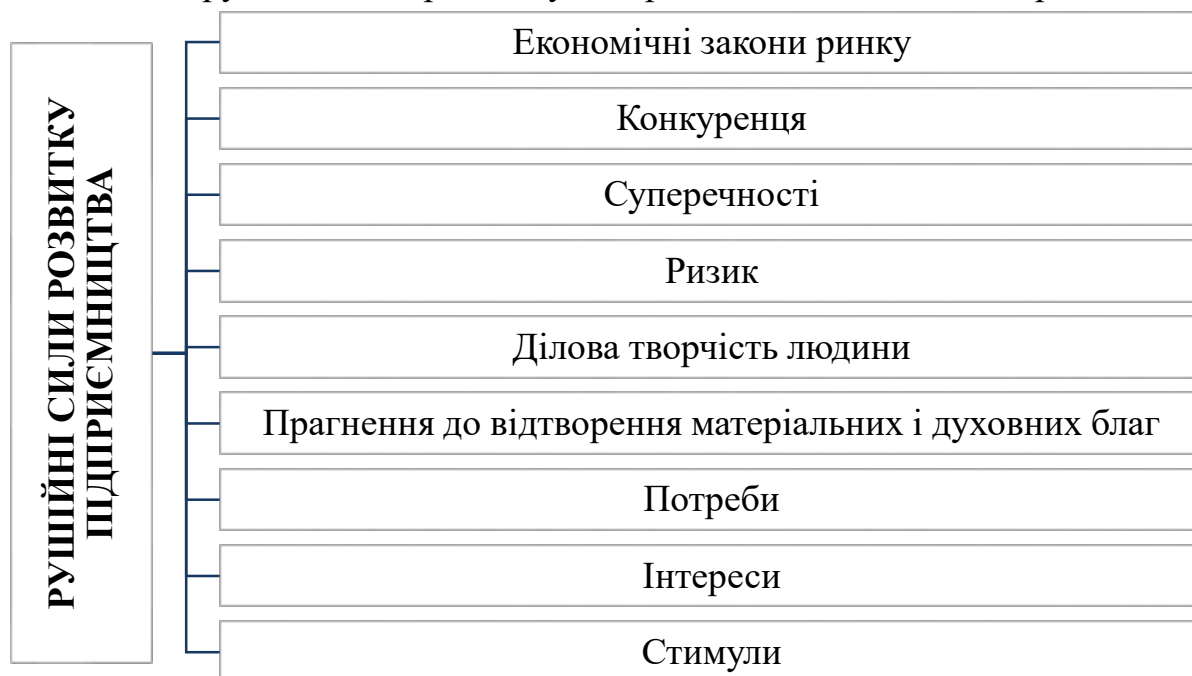 РУШІЙНІ СИЛИ РОЗВИТКУ
ПІДПРИЄМНИЦТВА
Економічні закони ринку
Конкуренця
Суперечності
Ризик
Ділова творчість людини
Прагнення до відтворення матеріальних і духовних благ
Потреби
Інтереси
Стимули